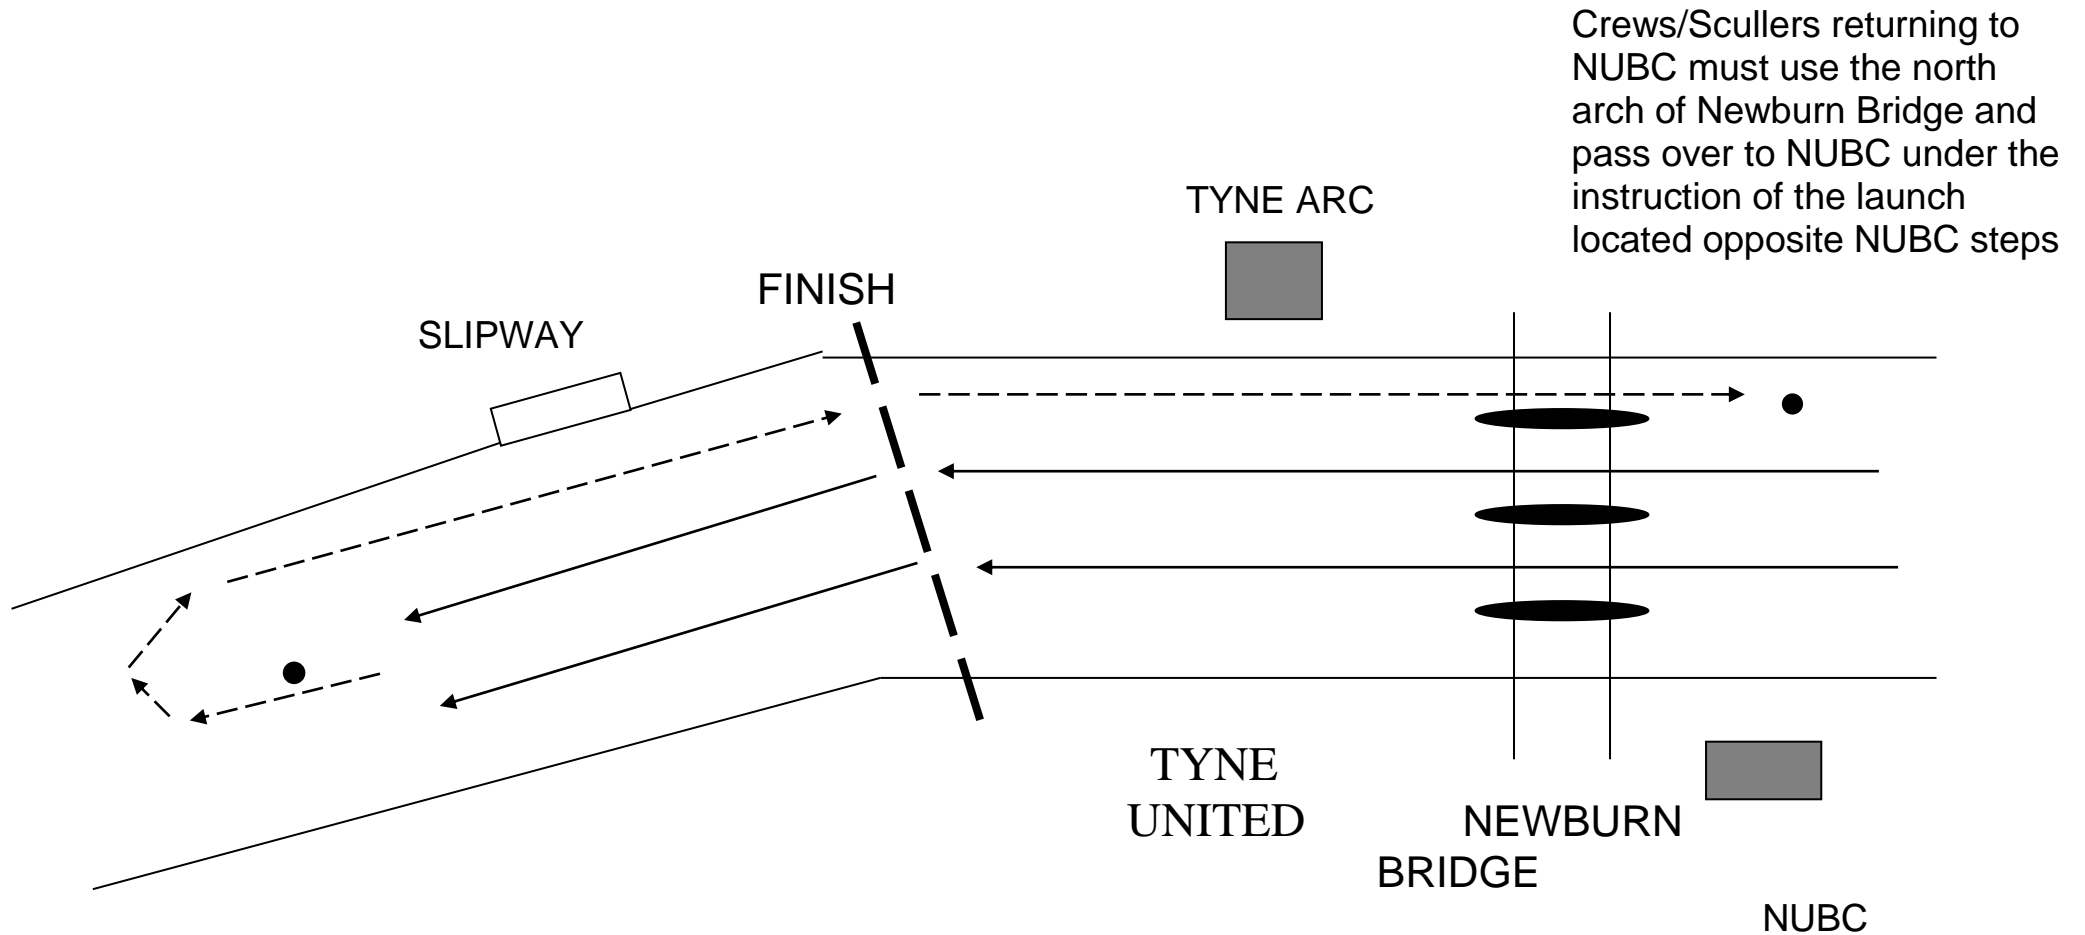 Crews/Scullers returning to
NUBC must use the north
arch of Newburn Bridge and
pass over to NUBC under the
instruction of the launch
located opposite NUBC steps
TYNE ARC
FINISH
SLIPWAY
TYNE
UNITED
NEWBURN
BRIDGE
NUBC